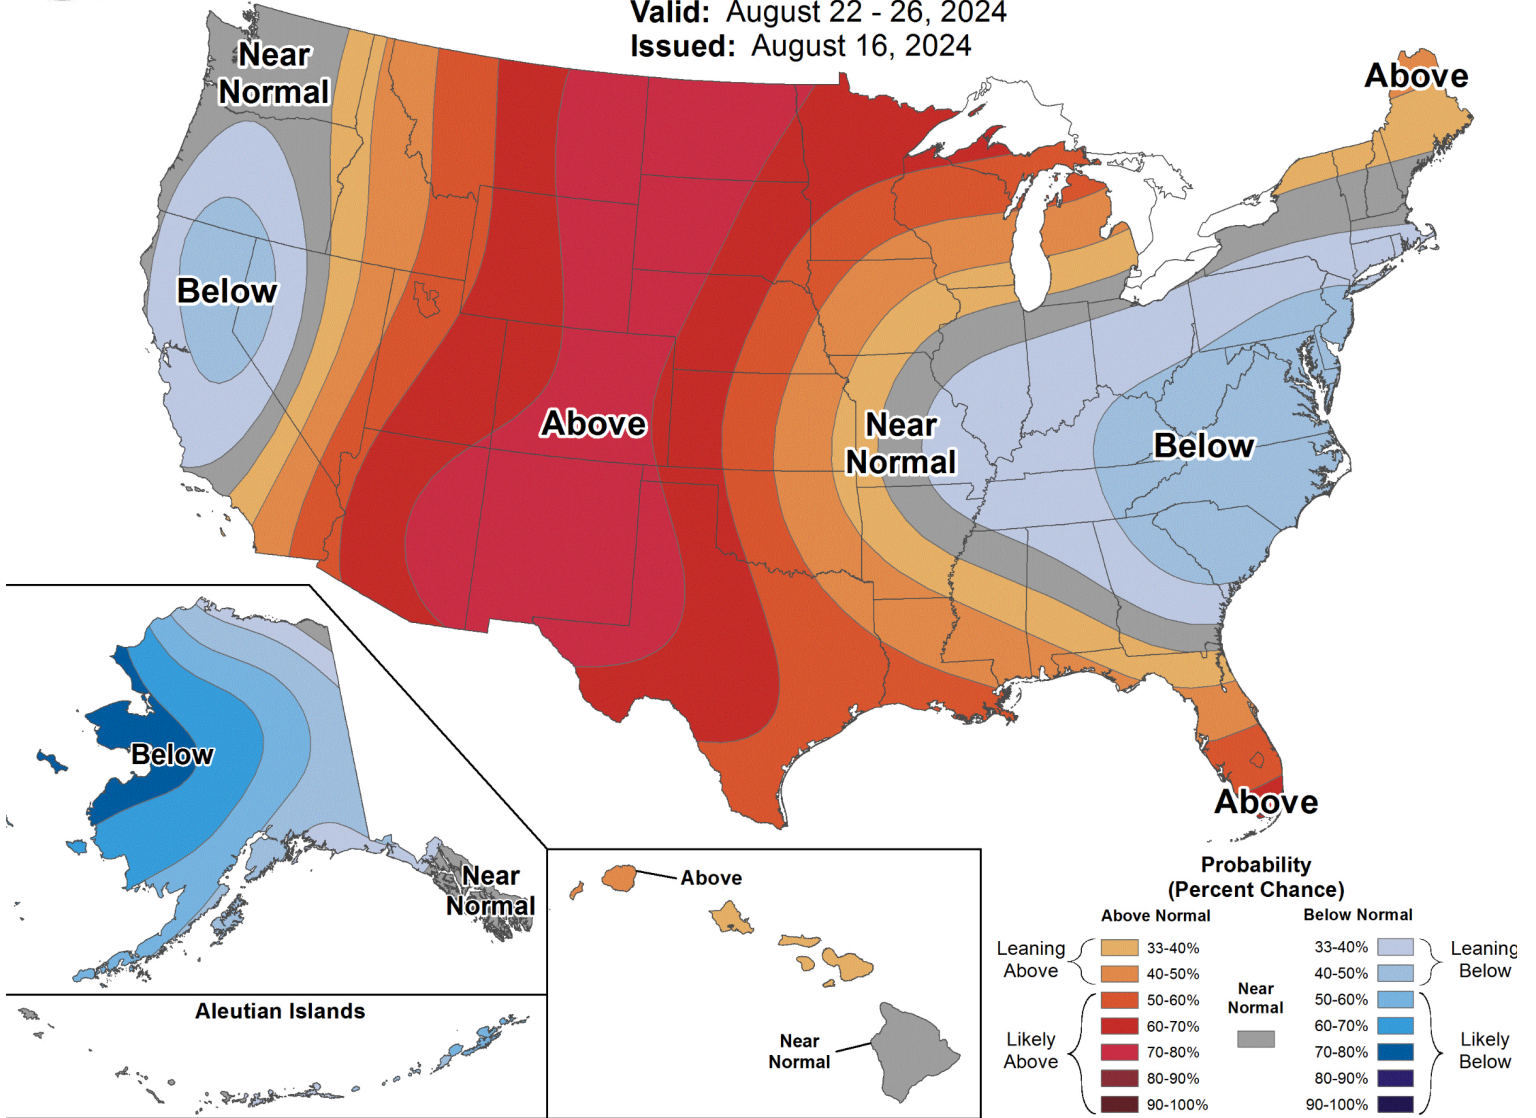 Valid: August 22 - 26, 2024
Issued: August 16, 2024
Near
Normal
Above
Below
Above
Near
Normal
Below
Above
Below
Near
Normal
Aleutian Islands
Above
Near
Normal
Probability
(Percent Chance)
Above Normal
Below Normal
Leaning
Above
33-40%
40-50%
Likely
Above
50-60%
60-70%
70-80%
80-90%
90-100%
Near
Normal
33-40%
40-50%
Leaning
Below
50-60%
60-70%
70-80%
80-90%
90-100%
Likely
Below